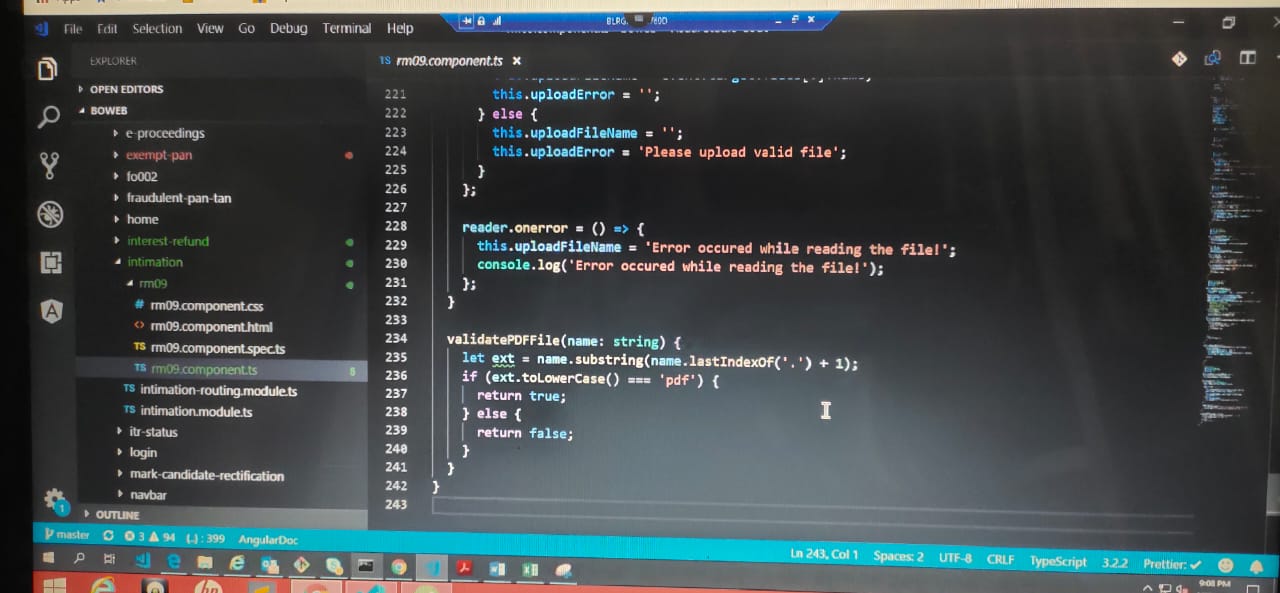 File Edit Selection View Go Debug Terminal Help
EXPLORER
OPEN EDITORS
BOWEB
e-proceedings
exempt-pan
fo002
fraudulent-pan-tan
home
interest-refund
intimation
rm09
# rm09.component.css
<> rm09.component.html
TS rm09.component.spec.ts
TS rm09.component.ts 8
TS intimation-routing.module.ts
TS intimation.module.ts
itr-status
login
mark-candidate-rectification
navbar
OUTLINE
TS rm09.component.ts ×
221 this.uploadError = '';
222 } else {
223 this.uploadFileName = '';
224 this.uploadError = 'Please upload valid file';
225 }
226 };
227
228 reader.onerror = () => {
229 this.uploadFileName = 'Error occured while reading the file!';
230 console.log('Error occured while reading the file!');
231 };
232 }
233
234 validatePDFFile(name: string) {
235 let ext = name.substring(name.lastIndexOf('.') + 1);
236 if (ext.toLowerCase() === 'pdf') {
237 return true;
238 } else {
239 return false;
240 }
241 }
242 }
243
1
master 3 94 {..} : 399 AngularDoc
Ln 243, Col 1 Spaces: 2 UTF-8 CRLF TypeScript 3.2.2 Prettier: ✓
9:08 PM